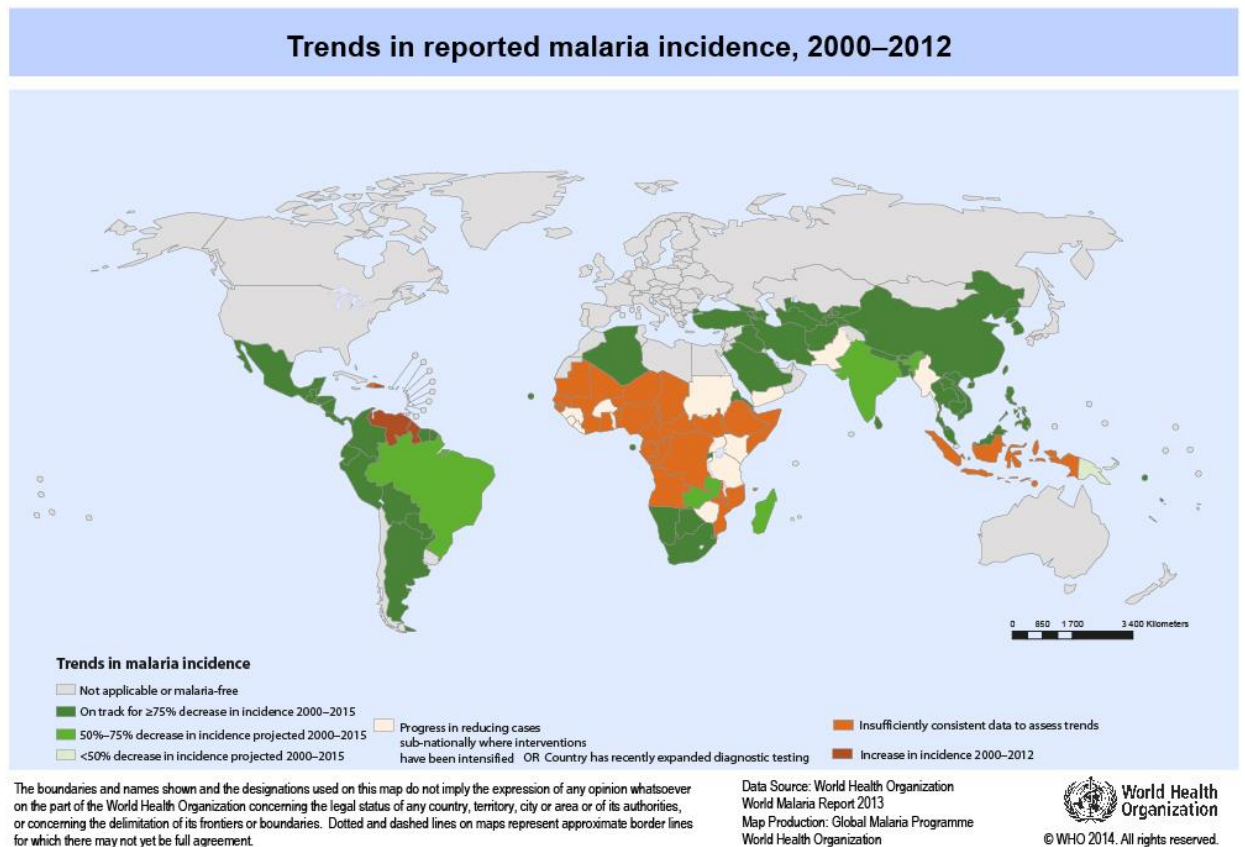 Trends in reported malaria incidence, 2000–2012
0 850 1 700 3 400 Kilometers
Trends in malaria incidence
Not applicable or malaria-free
On track for ≥75% decrease in incidence 2000–2015
50%–75% decrease in incidence projected 2000–2015
<50% decrease in incidence projected 2000–2015
Progress in reducing cases
sub-nationally where interventions
have been intensified OR Country has recently expanded diagnostic testing
Insufficiently consistent data to assess trends
Increase in incidence 2000–2012
The boundaries and names shown and the designations used on this map do not imply the expression of any opinion whatsoever
on the part of the World Health Organization concerning the legal status of any country, territory, city or area or of its authorities,
or concerning the delimitation of its frontiers or boundaries. Dotted and dashed lines on maps represent approximate border lines
for which there may not yet be full agreement.
Data Source: World Health Organization
World Malaria Report 2013
Map Production: Global Malaria Programme
World Health Organization
World Health
Organization
© WHO 2014. All rights reserved.